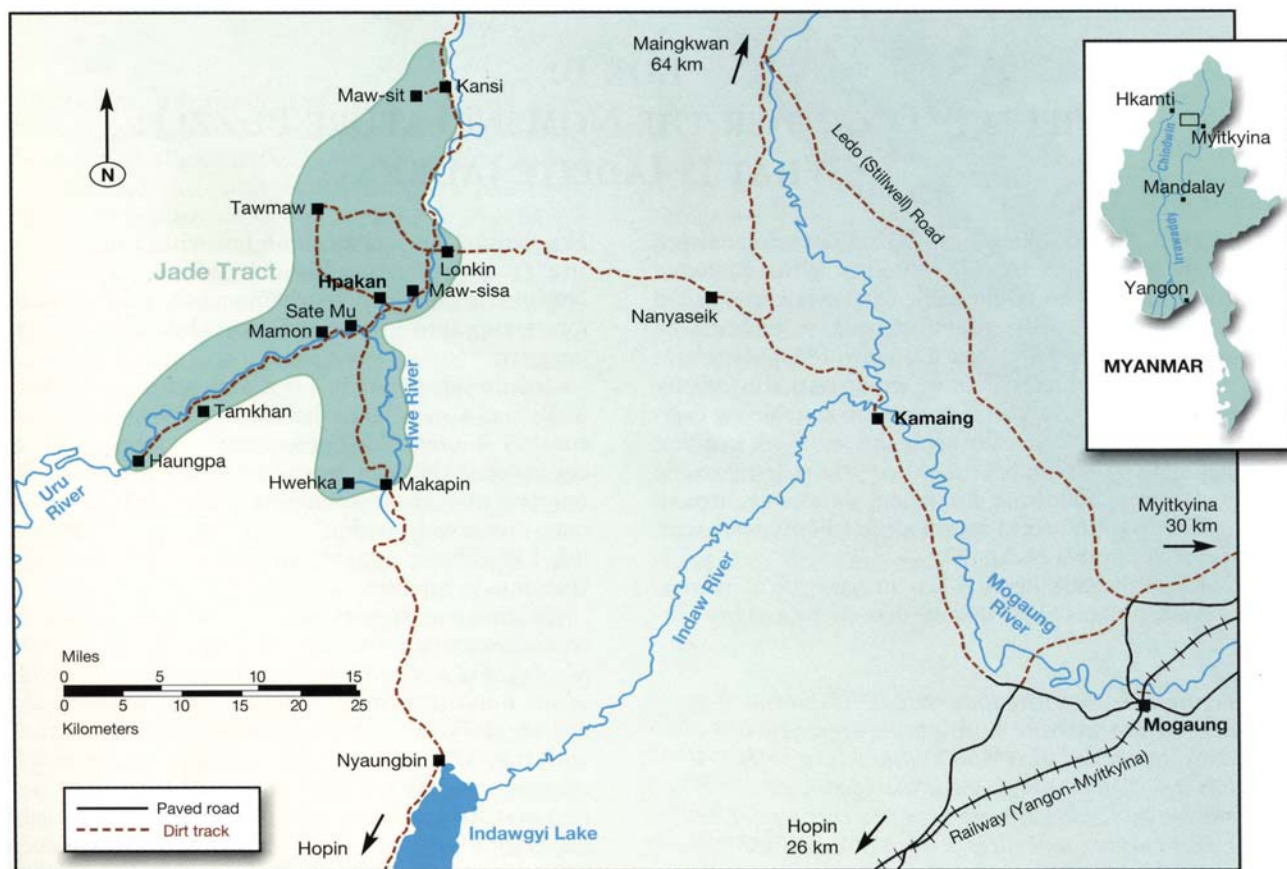 Maingkwan
64 km
Kansi
Maw-sit
N
Ledo (Stillwell) Road
Tawmaw
Jade Tract
Lonkin
Hpakan
Maw-sisa
Nanyaseik
Sate Mu
Mamon
Hwe River
Tamkhan
Kamaing
Haungpa
Uru
River
Hwehka
Makapin
Myitkyina
30 km
Indaw River
Mogaung
River
Miles
0 5 10 15
0 5 10 15 20 25
Kilometers
Mogaung
Nyaungbin
Paved road
Dirt track
Hopin
Indawgyi Lake
Hopin
26 km
Railway (Yangon-Myitkyina)
Hkamti
Myitkyina
Chindwin
Mandalay
Irrawaddy
Yangon
MYANMAR